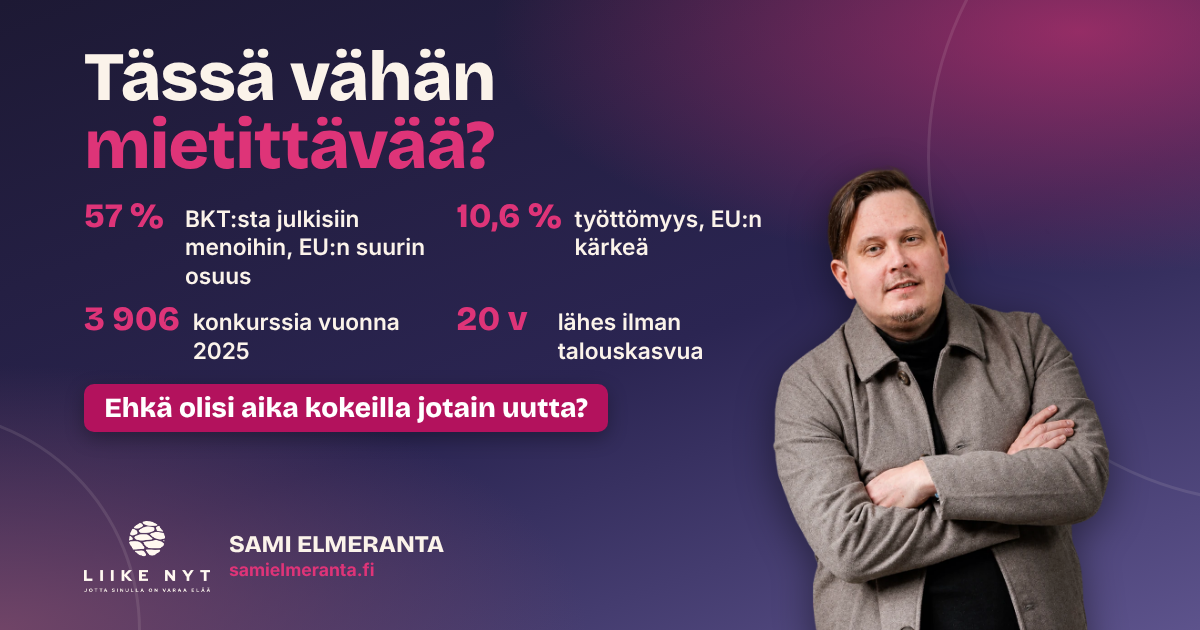 Tässä vähän
mietittävää?
57 %
BKT:sta julkisiin
menoihin, EU:n suurin
osuus
10,6 %
työttömyys, EU:n
kärkeä
3 906
konkurssia vuonna
2025
20 v
lähes ilman
talouskasvua
Ehkä olisi aika kokeilla jotain uutta?
LIIKE NYT
JOTTA SINULLA ON VARAA ELÄÄ
SAMI ELMERANTA
samielmeranta.fi